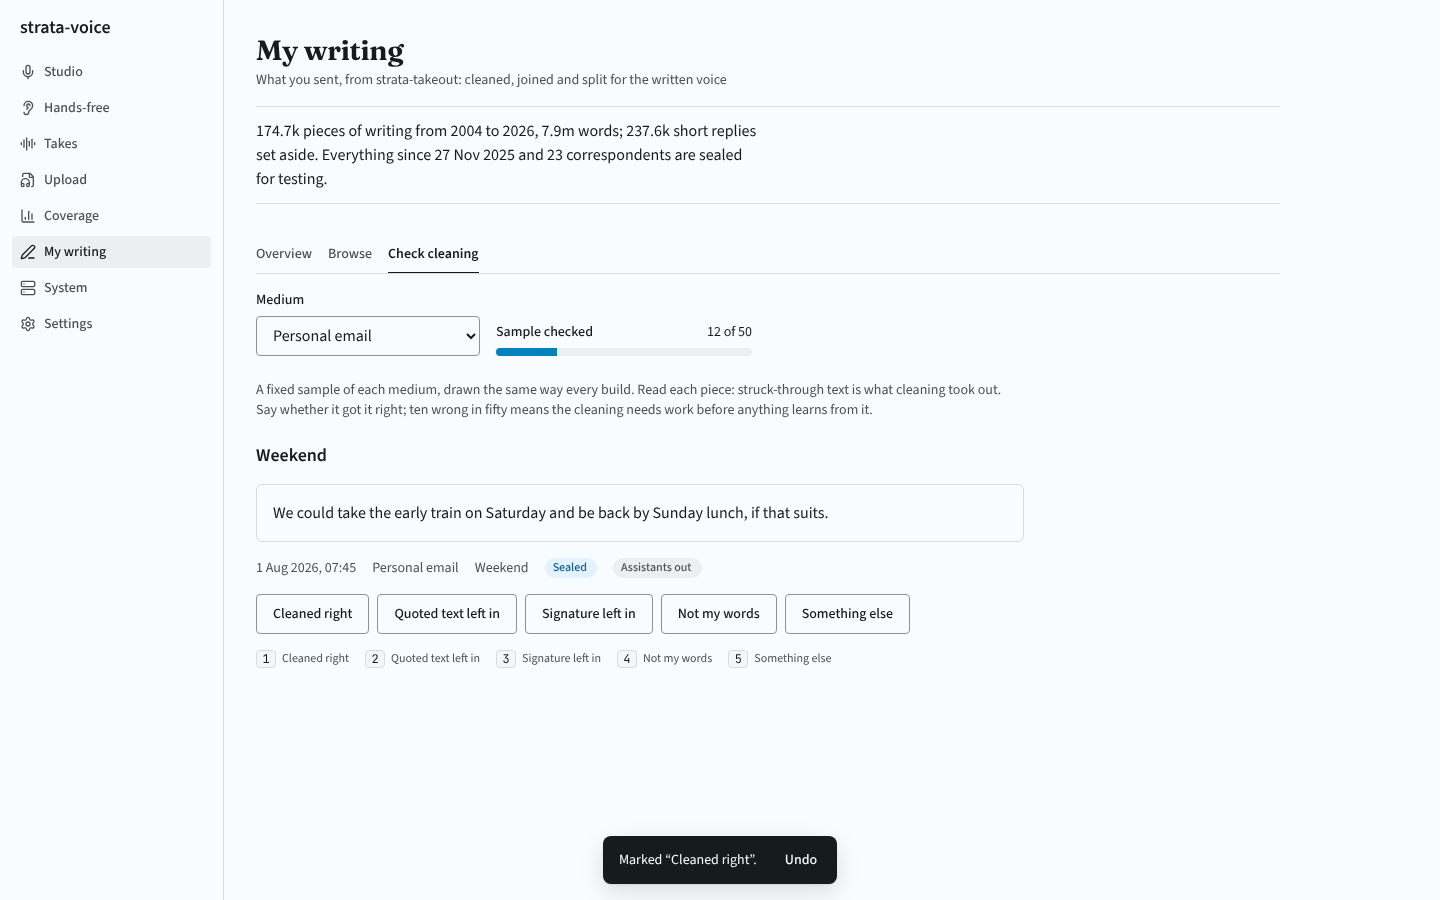 strata-voice
Studio
Hands-free
Takes
Upload
Coverage
My writing
System
Settings
My writing
What you sent, from strata-takeout: cleaned, joined and split for the written voice
174.7k pieces of writing from 2004 to 2026, 7.9m words; 237.6k short replies
set aside. Everything since 27 Nov 2025 and 23 correspondents are sealed
for testing.
Overview Browse Check cleaning
Medium
Personal email
Sample checked 12 of 50
A fixed sample of each medium, drawn the same way every build. Read each piece: struck-through text is what cleaning took out.
Say whether it got it right; ten wrong in fifty means the cleaning needs work before anything learns from it.
Weekend
We could take the early train on Saturday and be back by Sunday lunch, if that suits.
1 Aug 2026, 07:45 Personal email Weekend Sealed Assistants out
Cleaned right Quoted text left in Signature left in Not my words Something else
1 Cleaned right 2 Quoted text left in 3 Signature left in 4 Not my words 5 Something else
Marked “Cleaned right”. Undo